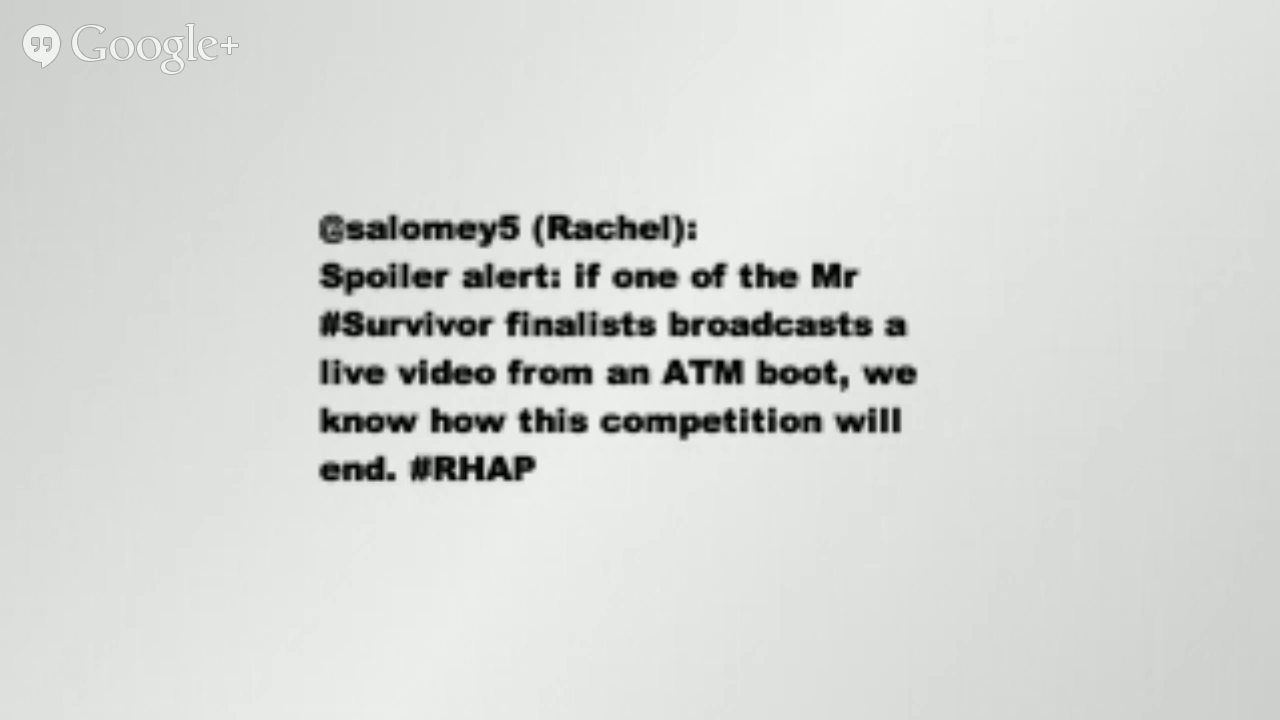 Google+
@salomey5 (Rachel):
Spoiler alert: if one of the Mr
#Survivor finalists broadcasts a
live video from an ATM boot, we
know how this competition will
end. #RHAP